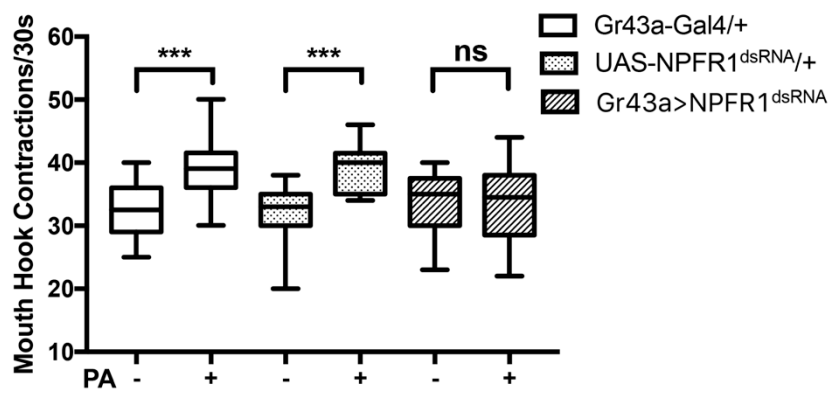 Mouth Hook Contractions/30s
60
50
40
30
20
10
***
***
ns
PA - + - + - +
Gr43a-Gal4/+
UAS-NPFR1dsRNA/+
Gr43a>NPFR1dsRNA